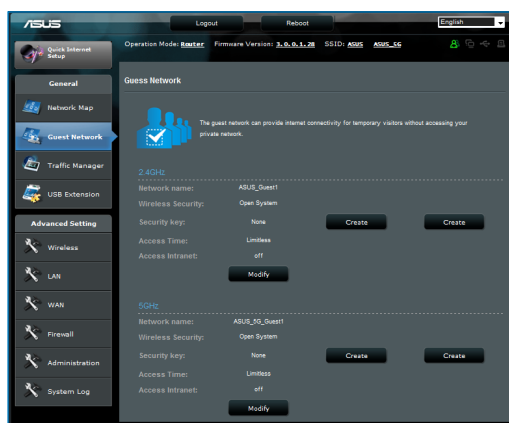 ASUS
Logout
Reboot
English
Quick Internet Setup
Operation Mode: Router Firmware Version: 3.0.0.1.28 SSID: ASUS ASUS_5G
General
Network Map
Guest Network
Traffic Manager
USB Extension
Advanced Setting
Wireless
LAN
WAN
Firewall
Administration
System Log
Guess Network
The guest network can provide internet connectivity for temporary visitors without accessing your
private network.
2.4GHz
Network name: ASUS_Guest1
Wireless Security: Open System
Security key: None Create Create
Access Time: Limitless
Access Intranet: off
Modify
5GHz
Network name: ASUS_5G_Guest1
Wireless Security: Open System
Security key: None Create Create
Access Time: Limitless
Access Intranet: off
Modify